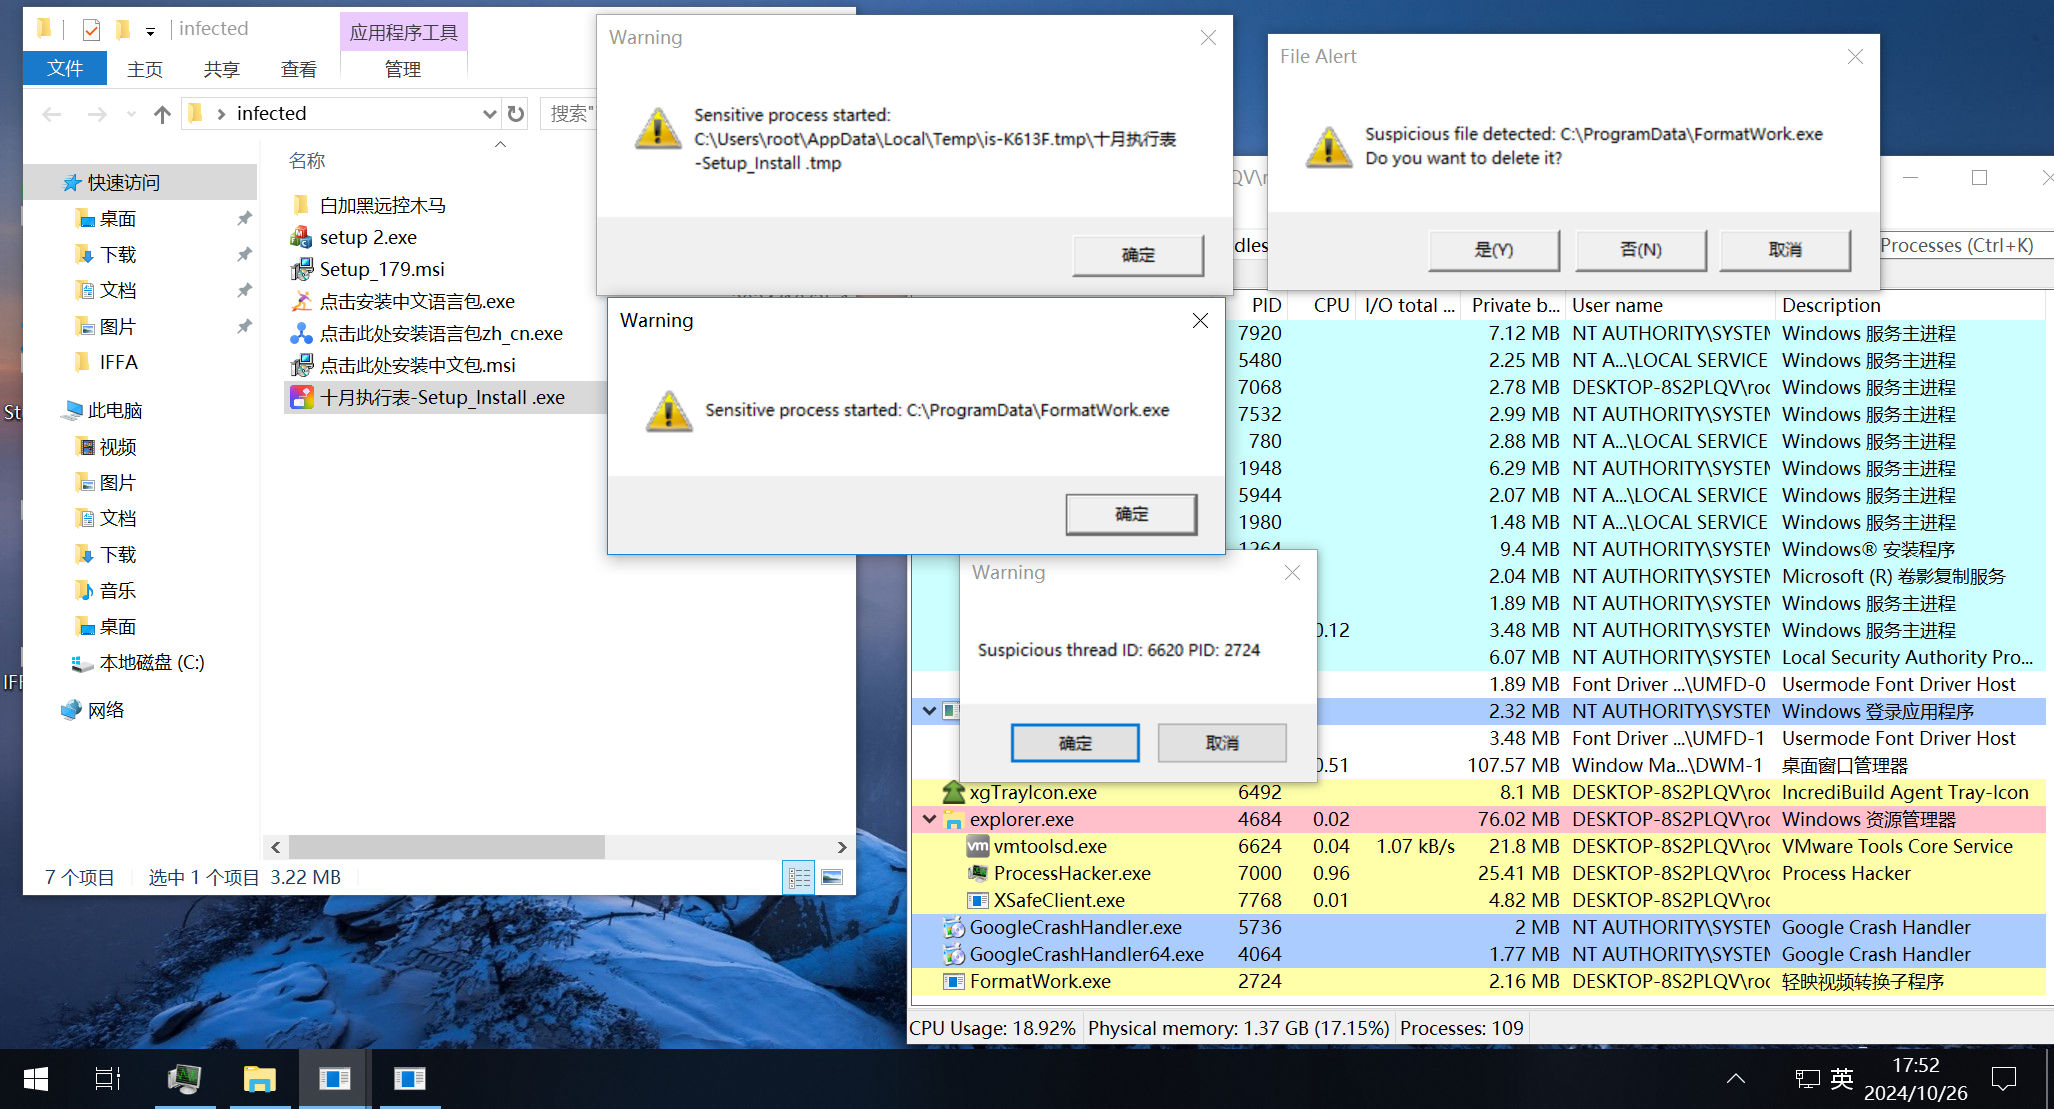 infected
应用程序工具
文件
主页
共享
查看
管理
infected
搜索"
名称
快速访问
桌面
下载
文档
图片
IFFA
此电脑
视频
图片
文档
下载
音乐
桌面
本地磁盘 (C:)
网络
白加黑远控木马
setup 2.exe
Setup_179.msi
点击安装中文语言包.exe
点击此处安装语言包zh_cn.exe
点击此处安装中文包.msi
十月执行表-Setup_Install .exe
7 个项目
选中 1 个项目 3.22 MB
Warning
Sensitive process started:
C:\Users\root\AppData\Local\Temp\is-K613F.tmp\十月执行表
-Setup_Install .tmp
确定
File Alert
Suspicious file detected: C:\ProgramData\FormatWork.exe
Do you want to delete it?
是(Y)
否(N)
取消
Warning
Sensitive process started: C:\ProgramData\FormatWork.exe
确定
Warning
Suspicious thread ID: 6620 PID: 2724
确定
取消
QV\r
dles
Processes (Ctrl+K)
PID CPU I/O total ... Private b... User name Description
7920 7.12 MB NT AUTHORITY\SYSTEM Windows 服务主进程
5480 2.25 MB NT A...\LOCAL SERVICE Windows 服务主进程
7068 2.78 MB DESKTOP-8S2PLQV\roo Windows 服务主进程
7532 2.99 MB NT AUTHORITY\SYSTEM Windows 服务主进程
780 2.88 MB NT A...\LOCAL SERVICE Windows 服务主进程
1948 6.29 MB NT AUTHORITY\SYSTEM Windows 服务主进程
5944 2.07 MB NT A...\LOCAL SERVICE Windows 服务主进程
1980 1.48 MB NT A...\LOCAL SERVICE Windows 服务主进程
1264 9.4 MB NT AUTHORITY\SYSTEM Windows® 安装程序
2.04 MB NT AUTHORITY\SYSTEM Microsoft (R) 卷影复制服务
1.89 MB NT AUTHORITY\SYSTEM Windows 服务主进程
0.12 3.48 MB NT AUTHORITY\SYSTEM Windows 服务主进程
6.07 MB NT AUTHORITY\SYSTEM Local Security Authority Pro...
1.89 MB Font Driver ...\UMFD-0 Usermode Font Driver Host
2.32 MB NT AUTHORITY\SYSTEM Windows 登录应用程序
3.48 MB Font Driver ...\UMFD-1 Usermode Font Driver Host
0.51 107.57 MB Window Ma...\DWM-1 桌面窗口管理器
xgTrayIcon.exe 6492 8.1 MB DESKTOP-8S2PLQV\roo IncrediBuild Agent Tray-Icon
explorer.exe 4684 0.02 76.02 MB DESKTOP-8S2PLQV\roo Windows 资源管理器
vm vmtoolsd.exe 6624 0.04 1.07 kB/s 21.8 MB DESKTOP-8S2PLQV\roo VMware Tools Core Service
ProcessHacker.exe 7000 0.96 25.41 MB DESKTOP-8S2PLQV\roo Process Hacker
XSafeClient.exe 7768 0.01 4.82 MB DESKTOP-8S2PLQV\roo
GoogleCrashHandler.exe 5736 2 MB NT AUTHORITY\SYSTEM Google Crash Handler
GoogleCrashHandler64.exe 4064 1.77 MB NT AUTHORITY\SYSTEM Google Crash Handler
FormatWork.exe 2724 2.16 MB DESKTOP-8S2PLQV\roo 轻映视频转换子程序
CPU Usage: 18.92% Physical memory: 1.37 GB (17.15%) Processes: 109
St
IFF
英
17:52
2024/10/26